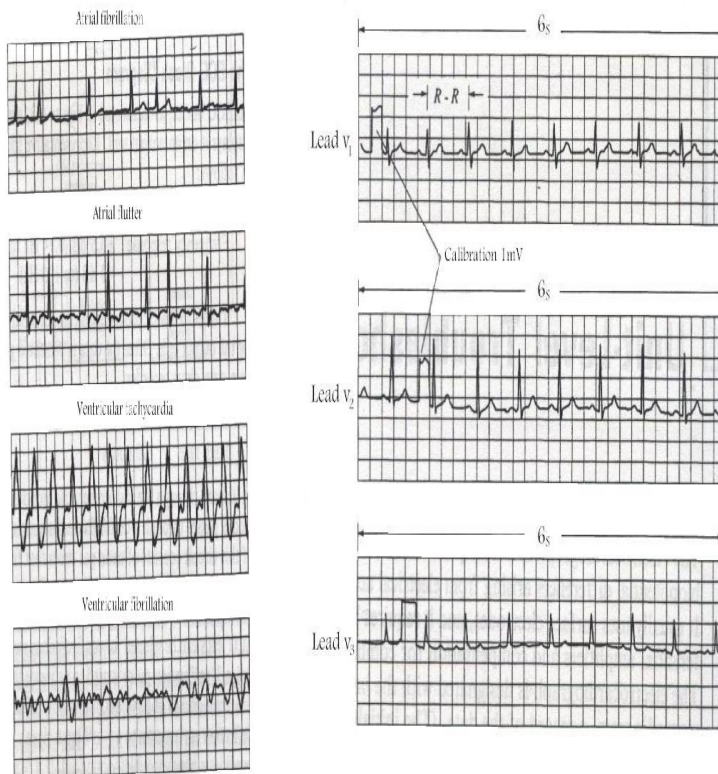 Atrial fibrillation
Atrial flutter
Ventricular tachycardia
Ventricular fibrillation
6s
R - R
Lead v1
Calibration 1mV
6s
Lead v2
6s
Lead v3